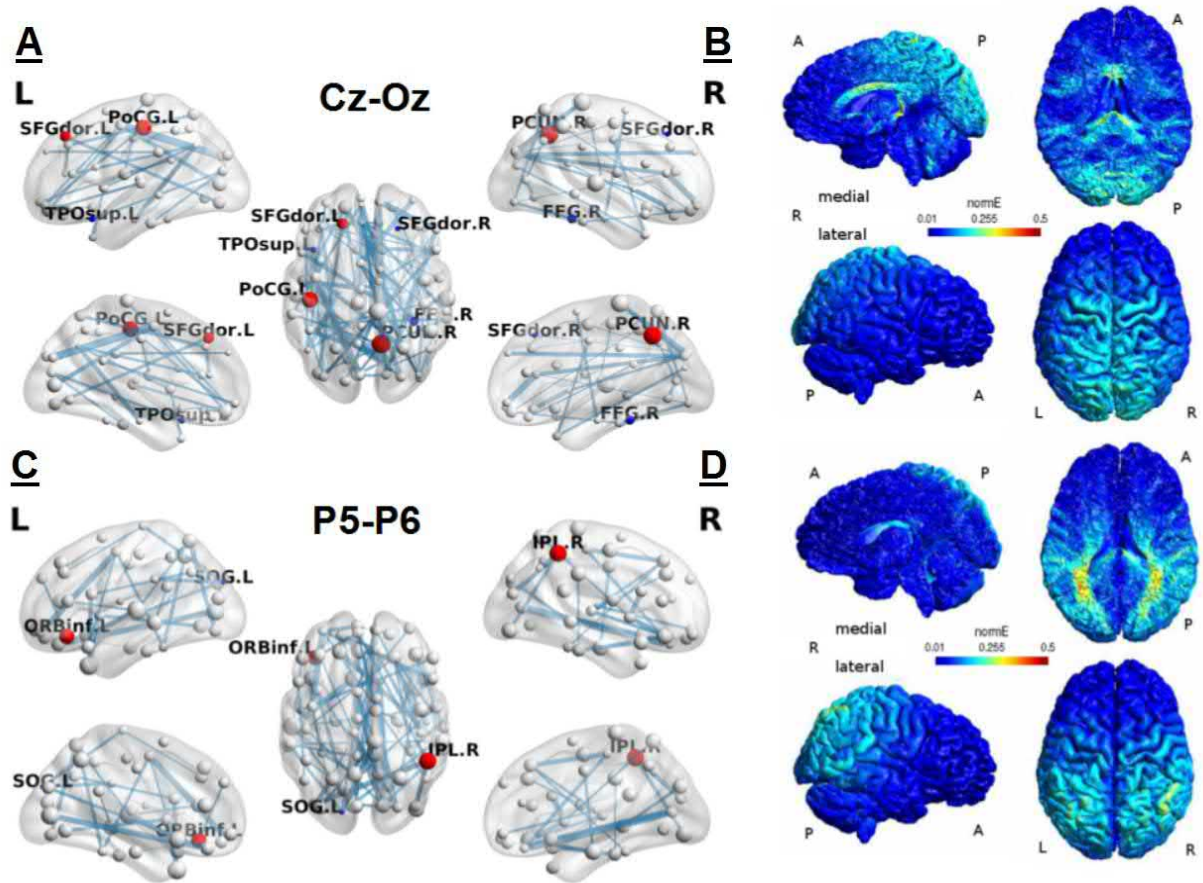 A
L
Cz-Oz
R
SFGdor.L
PoCG.L
TPOsup.L
PCUN.R
SFGdor.R
FFG.R
SFGdor.L
SFGdor.R
TPOsup.L
PoCG.L
FFG.R
PCUN.R
PoCG.L
SFGdor.L
TPOsup.L
SFGdor.R
PCUN.R
FFG.R
B
A
P
A
medial
R
P
lateral
normE
0.01 0.255 0.5
P
A
L
R
C
L
P5-P6
R
SOG.L
ORBinf.L
IPL.R
ORBinf.L
IPL.R
SOG.L
SOG.L
ORBinf.L
IPL.R
D
A
P
A
medial
R
P
lateral
normE
0.01 0.255 0.5
P
A
L
R